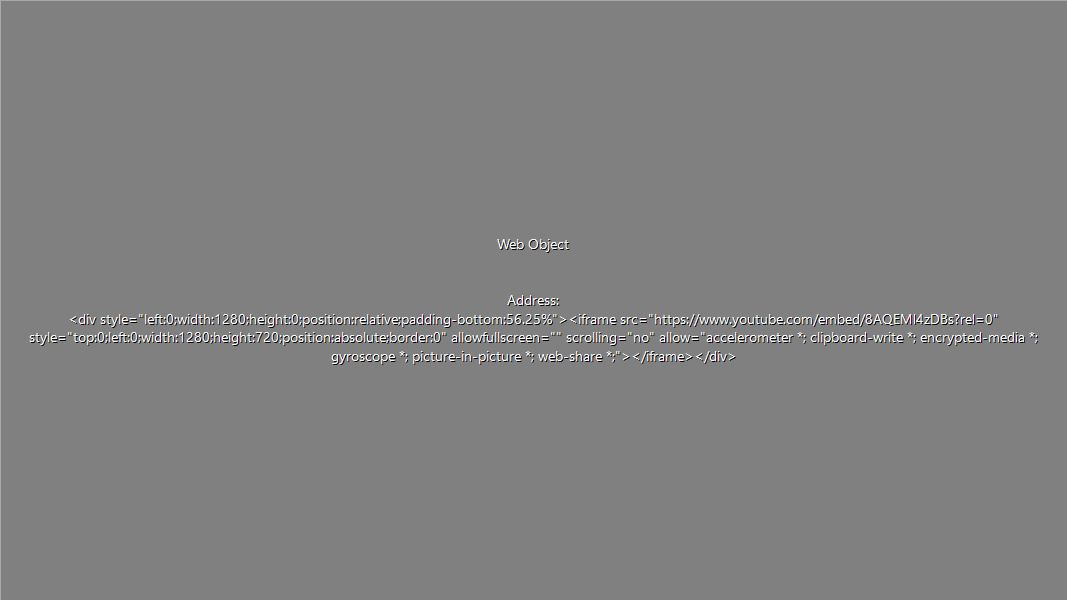 Web Object
Address:
<div style="left:0;width:1280;height:0;position:relative;padding-bottom:56.25%"><iframe src="https://www.youtube.com/embed/8AQEMI4zDBs?rel=0"
style="top:0;left:0;width:1280;height:720;position:absolute;border:0" allowfullscreen="" scrolling="no" allow="accelerometer *; clipboard-write *; encrypted-media *;
gyroscope *; picture-in-picture *; web-share *;"></iframe></div>